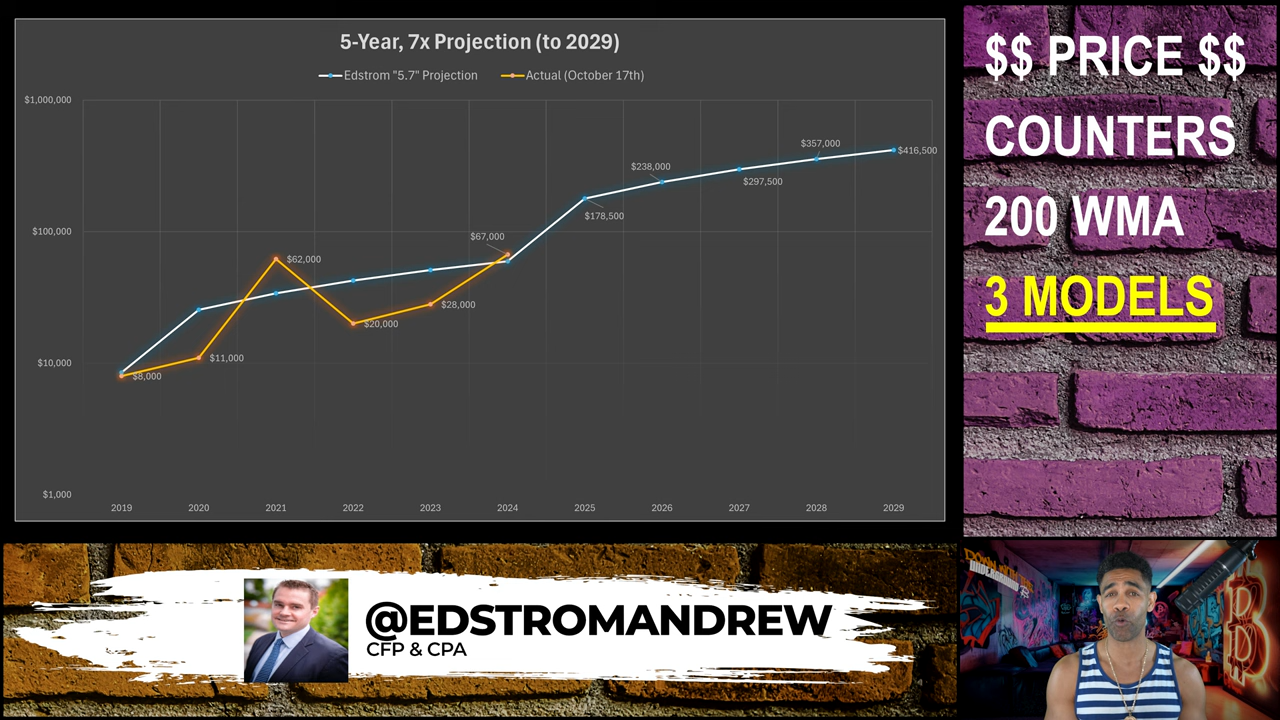 5-Year, 7x Projection (to 2029)
Edstrom "5.7" Projection
Actual (October 17th)
$1,000,000
$100,000
$10,000
$1,000
$8,000
$11,000
$62,000
$20,000
$28,000
$67,000
$178,500
$238,000
$297,500
$357,000
$416,500
2019 2020 2021 2022 2023 2024 2025 2026 2027 2028 2029
$$ PRICE $$
COUNTERS
200 WMA
3 MODELS
@EDSTROMANDREW
CFP & CPA
UNDERGROUND